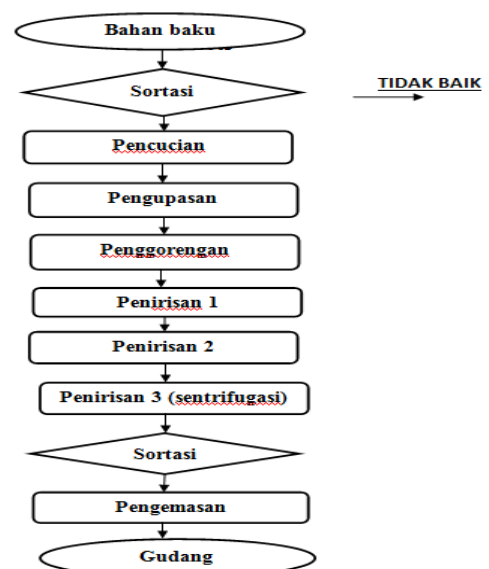 Bahan baku
Sortasi
TIDAK BAIK
Pencucian
Pengupasan
Penggorengan
Penirisan 1
Penirisan 2
Penirisan 3 (sentrifugasi)
Sortasi
Pengemasan
Gudang